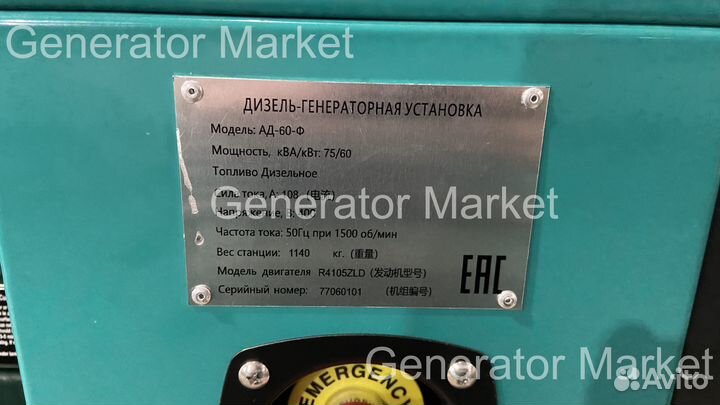 Generator Market
ДИЗЕЛЬ-ГЕНЕРАТОРНАЯ УСТАНОВКА
Модель: АД-60-Ф
Мощность, кВА/кВт: 75/60
Топливо Дизельное
Сила тока А: 108 (电流)
Generator Market
Напряжение, В: 400
Частота тока: 50Гц при 1500 об/мин
Вес станции: 1140 кг. (重量)
Модель двигателя R4105ZLD (发动机型号)
Серийный номер: 77060101 (机组编号)
EAC
Generator Market
EMERGENCY
Avito